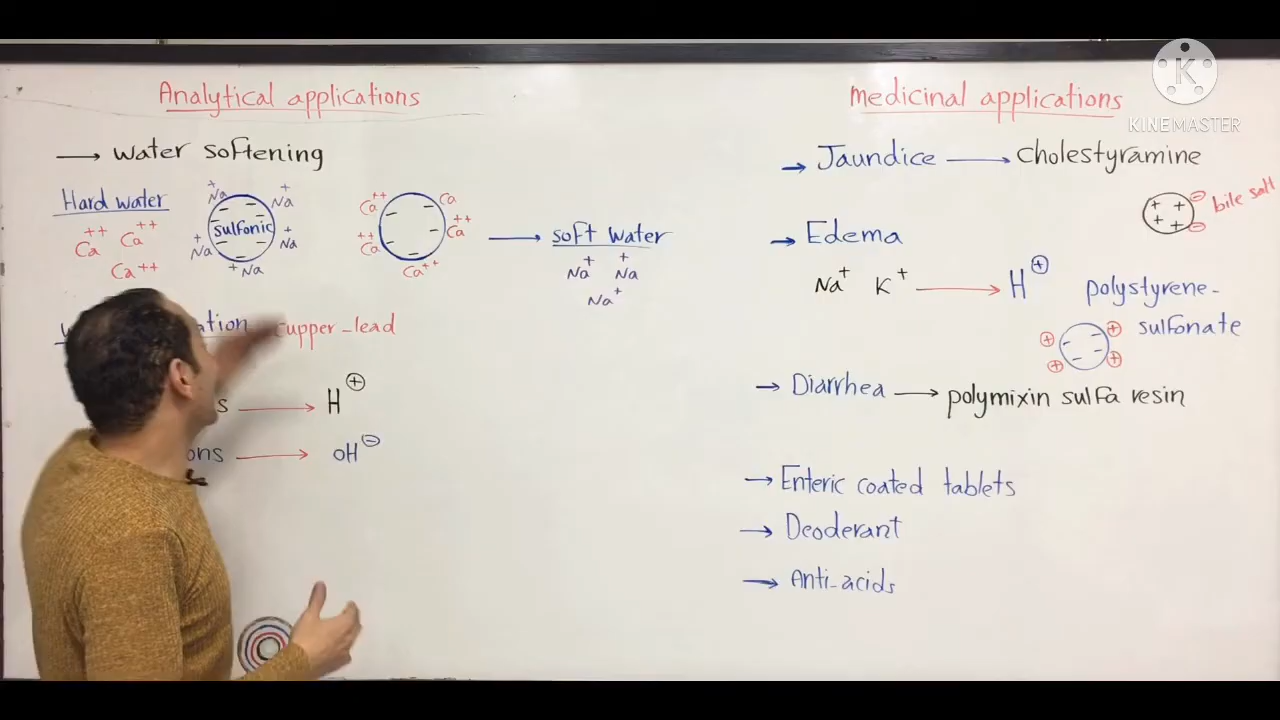 Analytical applications
→ water softening
Hard water
Ca++ Ca++
Ca++
sulfonic
Na+ Na+
Na+ Na+
+Na
Ca++ Ca
Ca++ Ca++
Ca++
→ soft water
Na+ Na+
Na+
cupper-lead
→ H+
→ oH-
medicinal applications
→ Jaundice → cholestyramine
bile salt
→ Edema
Na+ K+ → H+
polystyrene-
sulfonate
→ Diarrhea → polymixin sulfa resin
→ Enteric coated tablets
→ Deoderant
→ Anti-acids
K
KINEMASTER